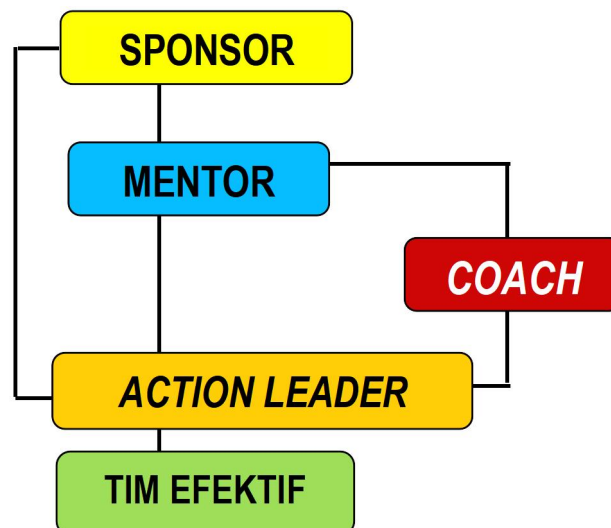 SPONSOR
MENTOR
COACH
ACTION LEADER
TIM EFEKTIF